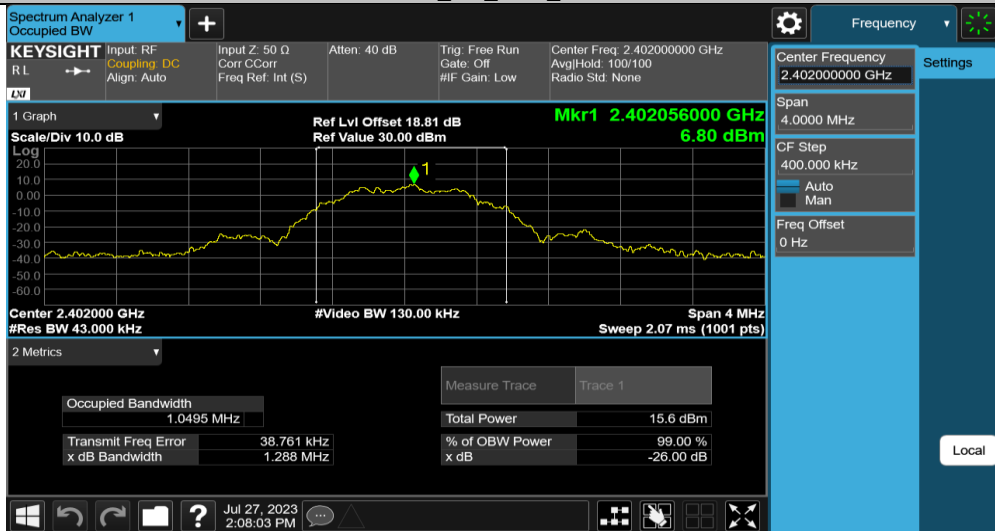 Spectrum Analyzer 1
Occupied BW
+
Frequency
KEYSIGHT
R L
LXI
Input: RF
Coupling: DC
Align: Auto
Input Z: 50 Ω
Corr CCorr
Freq Ref: Int (S)
Atten: 40 dB
Trig: Free Run
Gate: Off
#IF Gain: Low
Center Freq: 2.402000000 GHz
Avg|Hold: 100/100
Radio Std: None
Center Frequency
2.402000000 GHz
Settings
Span
4.0000 MHz
CF Step
400.000 kHz
Auto
Man
Freq Offset
0 Hz
1 Graph
Scale/Div 10.0 dB
Ref Lvl Offset 18.81 dB
Ref Value 30.00 dBm
Mkr1 2.402056000 GHz
6.80 dBm
Log
20.0
10.0
0.00
-10.0
-20.0
-30.0
-40.0
-50.0
-60.0
1
Center 2.402000 GHz
#Res BW 43.000 kHz
#Video BW 130.00 kHz
Span 4 MHz
Sweep 2.07 ms (1001 pts)
2 Metrics
Measure Trace Trace 1
Occupied Bandwidth
1.0495 MHz
Total Power 15.6 dBm
Transmit Freq Error 38.761 kHz
% of OBW Power 99.00 %
x dB Bandwidth 1.288 MHz
x dB -26.00 dB
Local
?
Jul 27, 2023
2:08:03 PM